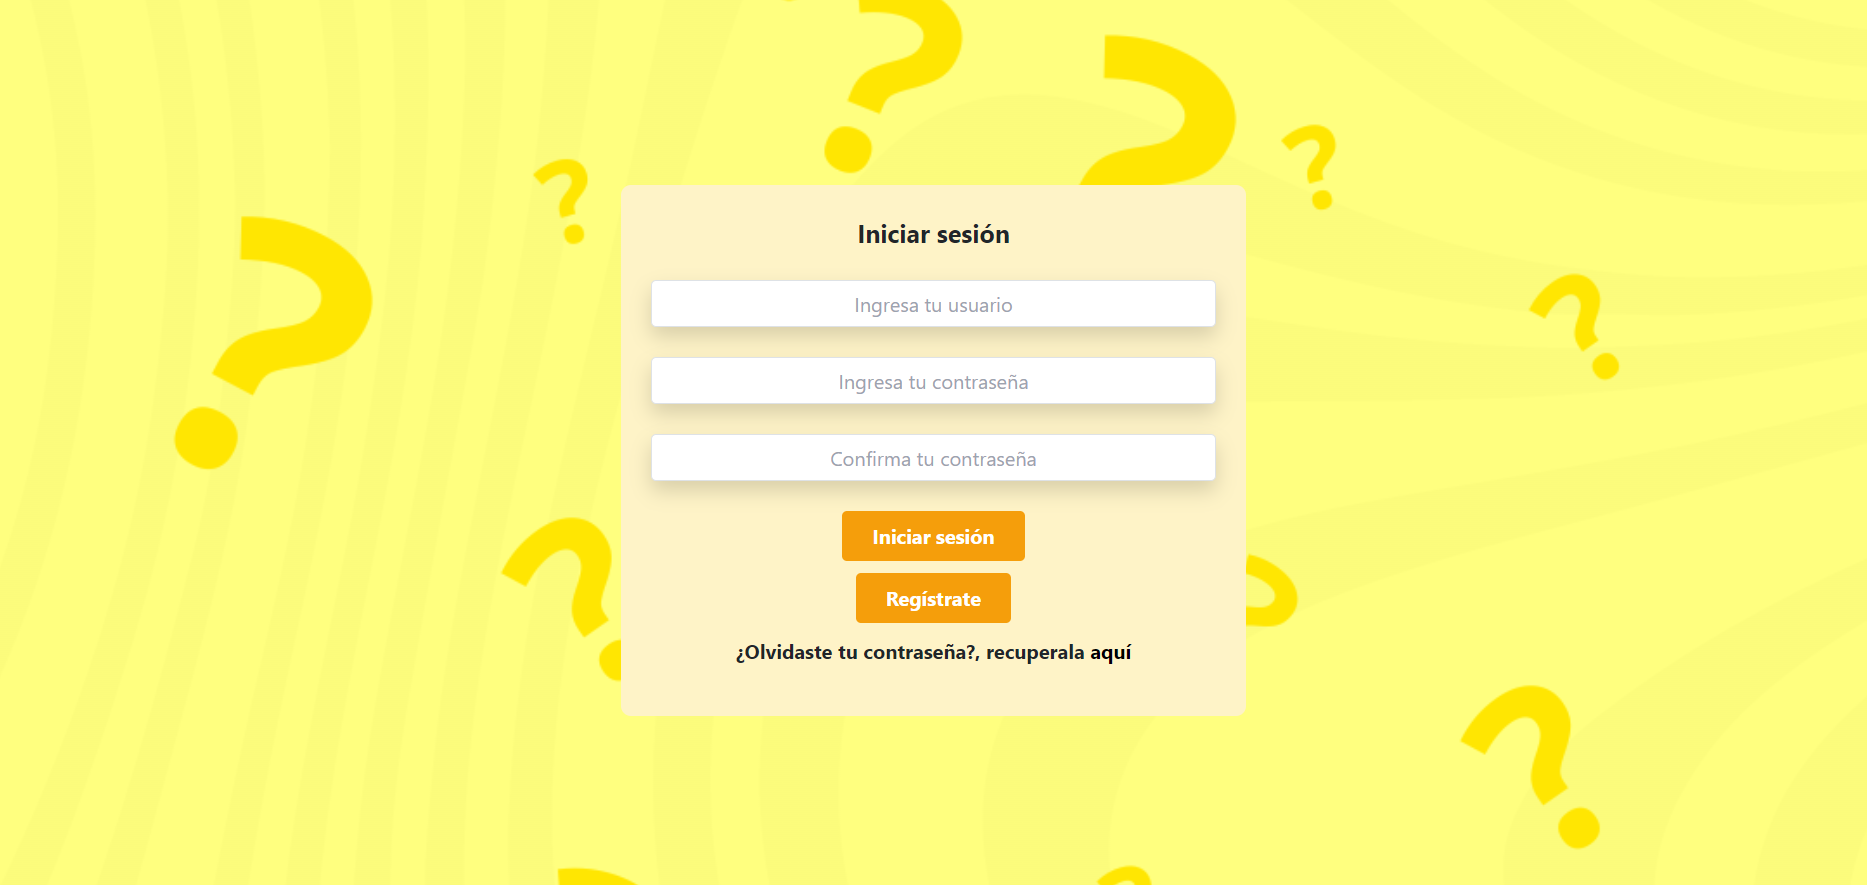 Iniciar sesión
Ingresa tu usuario
Ingresa tu contraseña
Confirma tu contraseña
Iniciar sesión
Regístrate
¿Olvidaste tu contraseña?, recuperala aquí